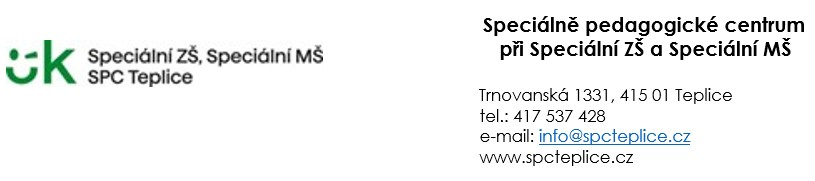 Speciální ZŠ, Speciální MŠ
SPC Teplice
Speciálně pedagogické centrum
při Speciální ZŠ a Speciální MŠ
Trnovanská 1331, 415 01 Teplice
tel.: 417 537 428
e-mail: info@spcteplice.cz
www.spcteplice.cz